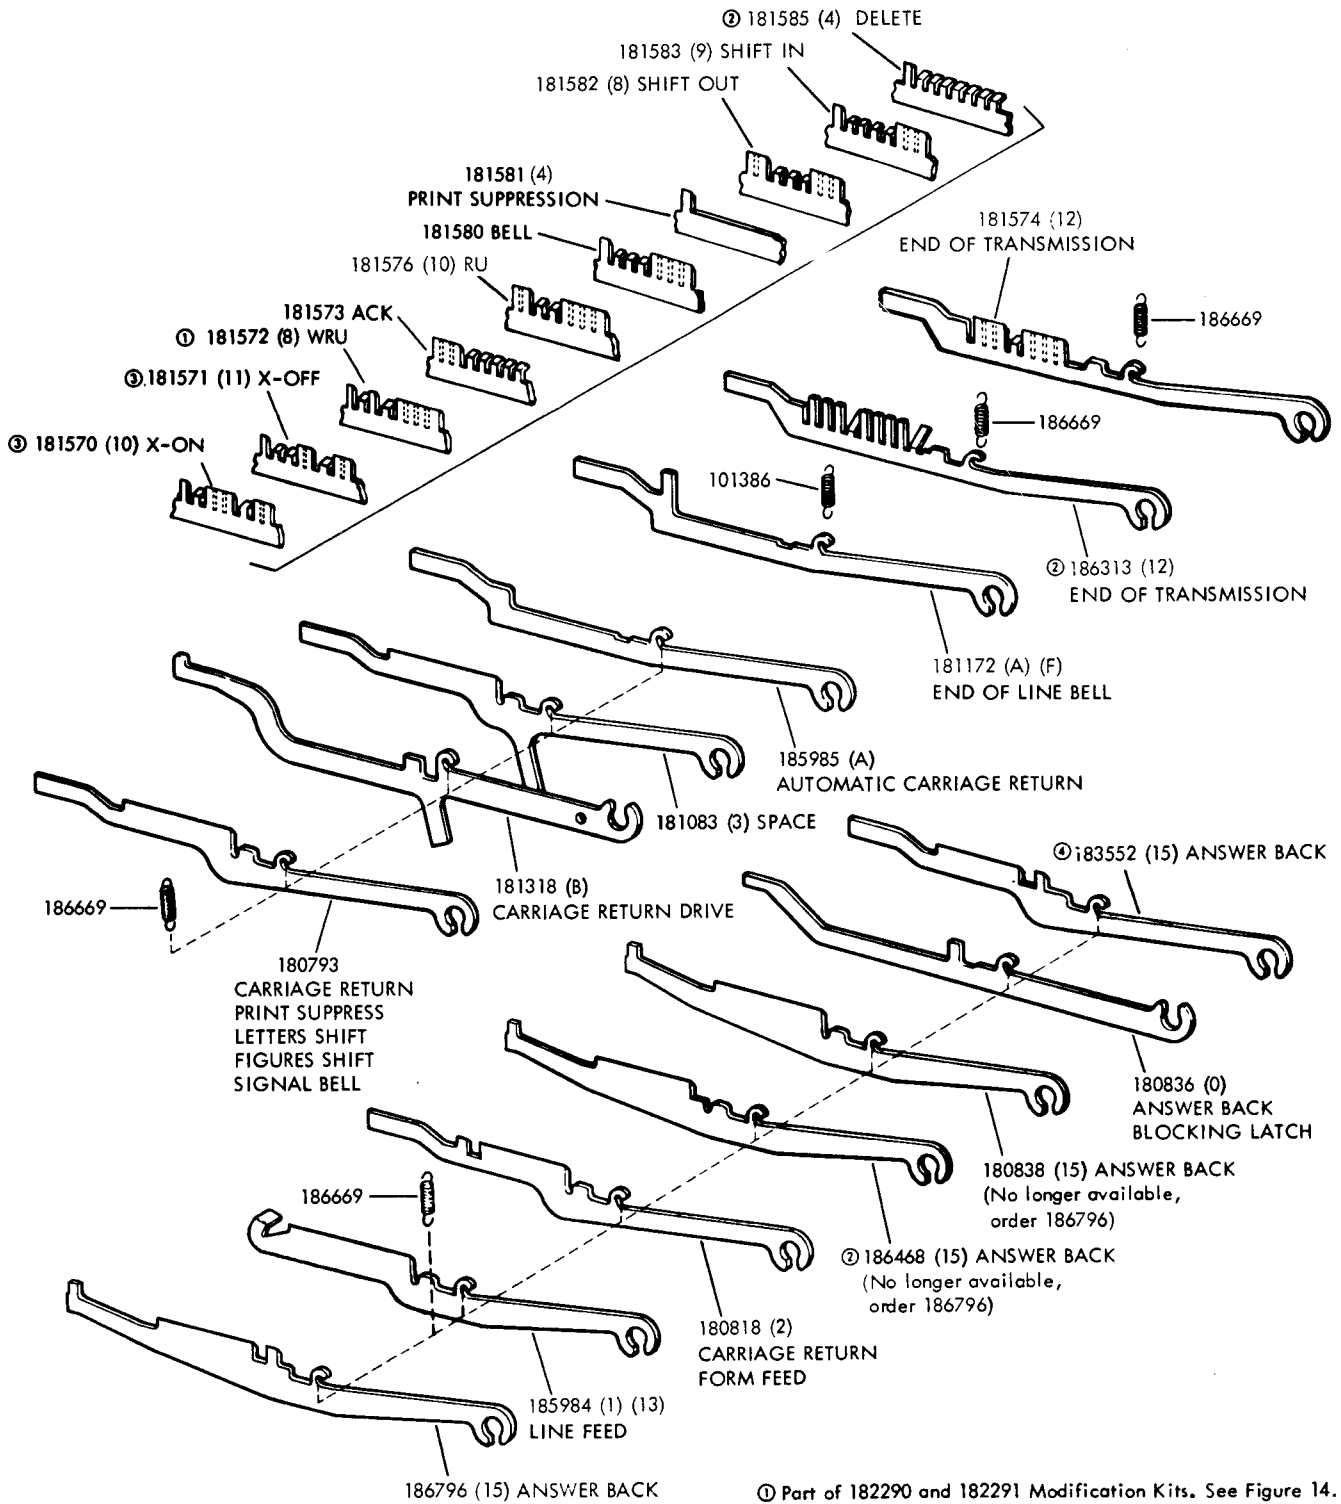 ② 181585 (4) DELETE
181583 (9) SHIFT IN
181582 (8) SHIFT OUT
181581 (4)
PRINT SUPPRESSION
181580 BELL
181576 (10) RU
181573 ACK
① 181572 (8) WRU
③ 181571 (11) X-OFF
③ 181570 (10) X-ON
181574 (12)
END OF TRANSMISSION
186669
186669
101386
② 186313 (12)
END OF TRANSMISSION
181172 (A) (F)
END OF LINE BELL
185985 (A)
AUTOMATIC CARRIAGE RETURN
181083 (3) SPACE
181318 (B)
CARRIAGE RETURN DRIVE
186669
180793
CARRIAGE RETURN
PRINT SUPPRESS
LETTERS SHIFT
FIGURES SHIFT
SIGNAL BELL
④ 183552 (15) ANSWER BACK
180836 (0)
ANSWER BACK
BLOCKING LATCH
180838 (15) ANSWER BACK
(No longer available,
order 186796)
② 186468 (15) ANSWER BACK
(No longer available,
order 186796)
186669
180818 (2)
CARRIAGE RETURN
FORM FEED
185984 (1) (13)
LINE FEED
186796 (15) ANSWER BACK
① Part of 182290 and 182291 Modification Kits. See Figure 14.